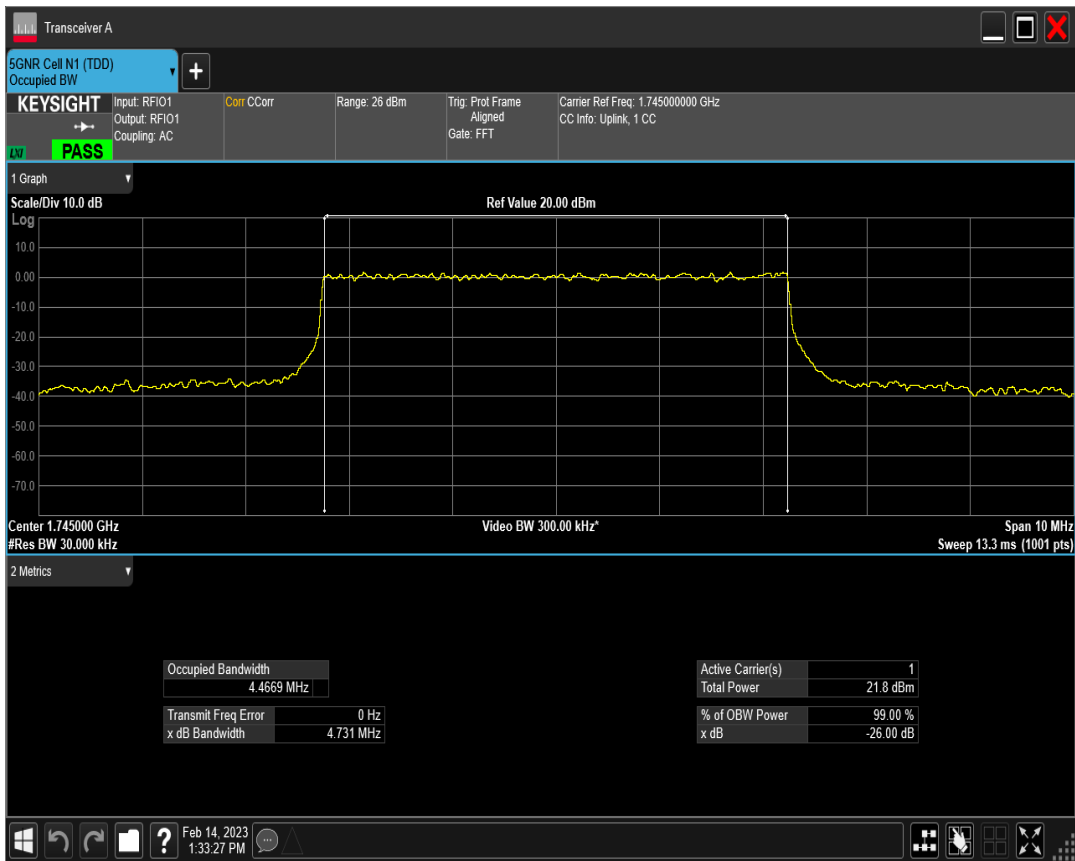 Transceiver A
5GNR Cell N1 (TDD)
Occupied BW
+
KEYSIGHT
LXI
PASS
Input: RFIO1
Output: RFIO1
Coupling: AC
Corr CCorr
Range: 26 dBm
Trig: Prot Frame
Aligned
Gate: FFT
Carrier Ref Freq: 1.745000000 GHz
CC Info: Uplink, 1 CC
1 Graph
Scale/Div 10.0 dB
Ref Value 20.00 dBm
Log
10.0
0.00
-10.0
-20.0
-30.0
-40.0
-50.0
-60.0
-70.0
Center 1.745000 GHz
Video BW 300.00 kHz*
Span 10 MHz
#Res BW 30.000 kHz
Sweep 13.3 ms (1001 pts)
2 Metrics
Occupied Bandwidth
4.4669 MHz
Transmit Freq Error 0 Hz
x dB Bandwidth 4.731 MHz
Active Carrier(s) 1
Total Power 21.8 dBm
% of OBW Power 99.00 %
x dB -26.00 dB
?
Feb 14, 2023
1:33:27 PM